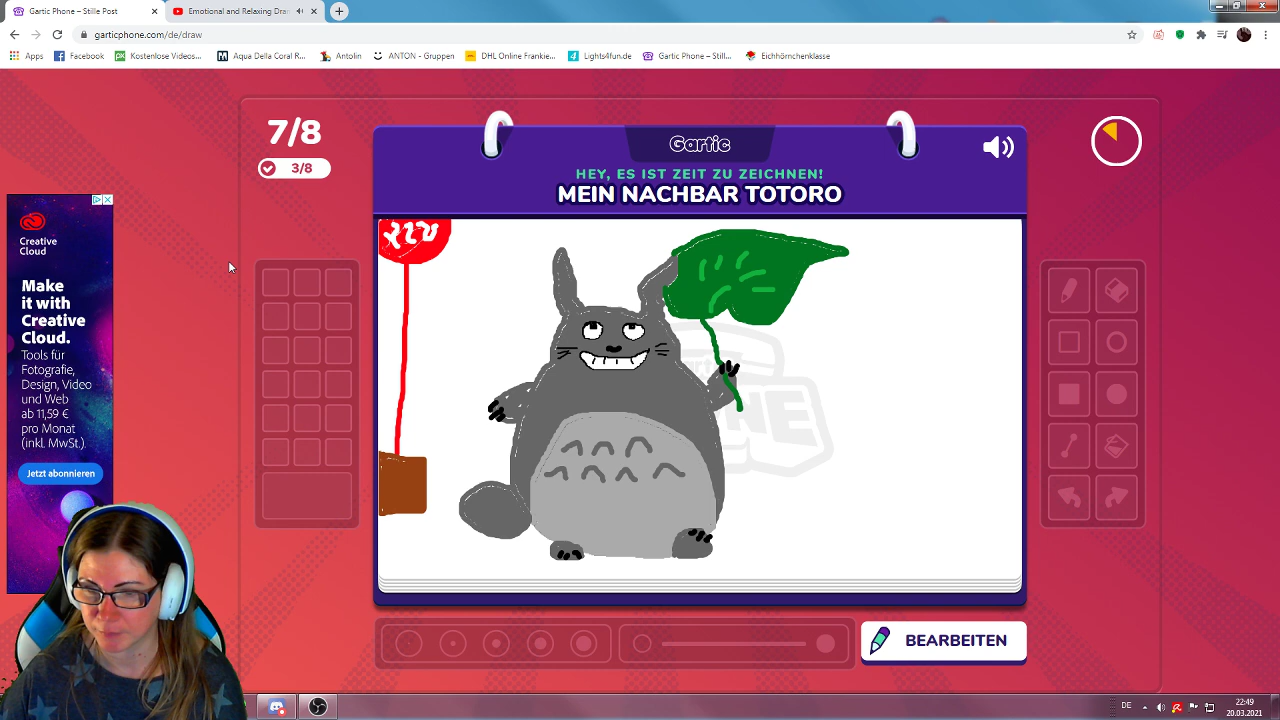 Gartic Phone – Stille Post
Emotional and Relaxing Dra
garticphone.com/de/draw
Apps
Facebook
Kostenlose Videos...
Aqua Della Coral R...
Antolin
ANTON - Gruppen
DHL Online Frankie...
Lights4fun.de
Gartic Phone – Still...
Eichhörnchenklasse
7/8
3/8
Gartic
HEY, ES IST ZEIT ZU ZEICHNEN!
MEIN NACHBAR TOTORO
Creative
Cloud
Make
it with
Creative
Cloud.
Tools für
Fotografie,
Design, Video
und Web
ab 11,59 €
pro Monat
(inkl. MwSt.).
Jetzt abonnieren
BEARBEITEN
DE
22:49
20.03.2021